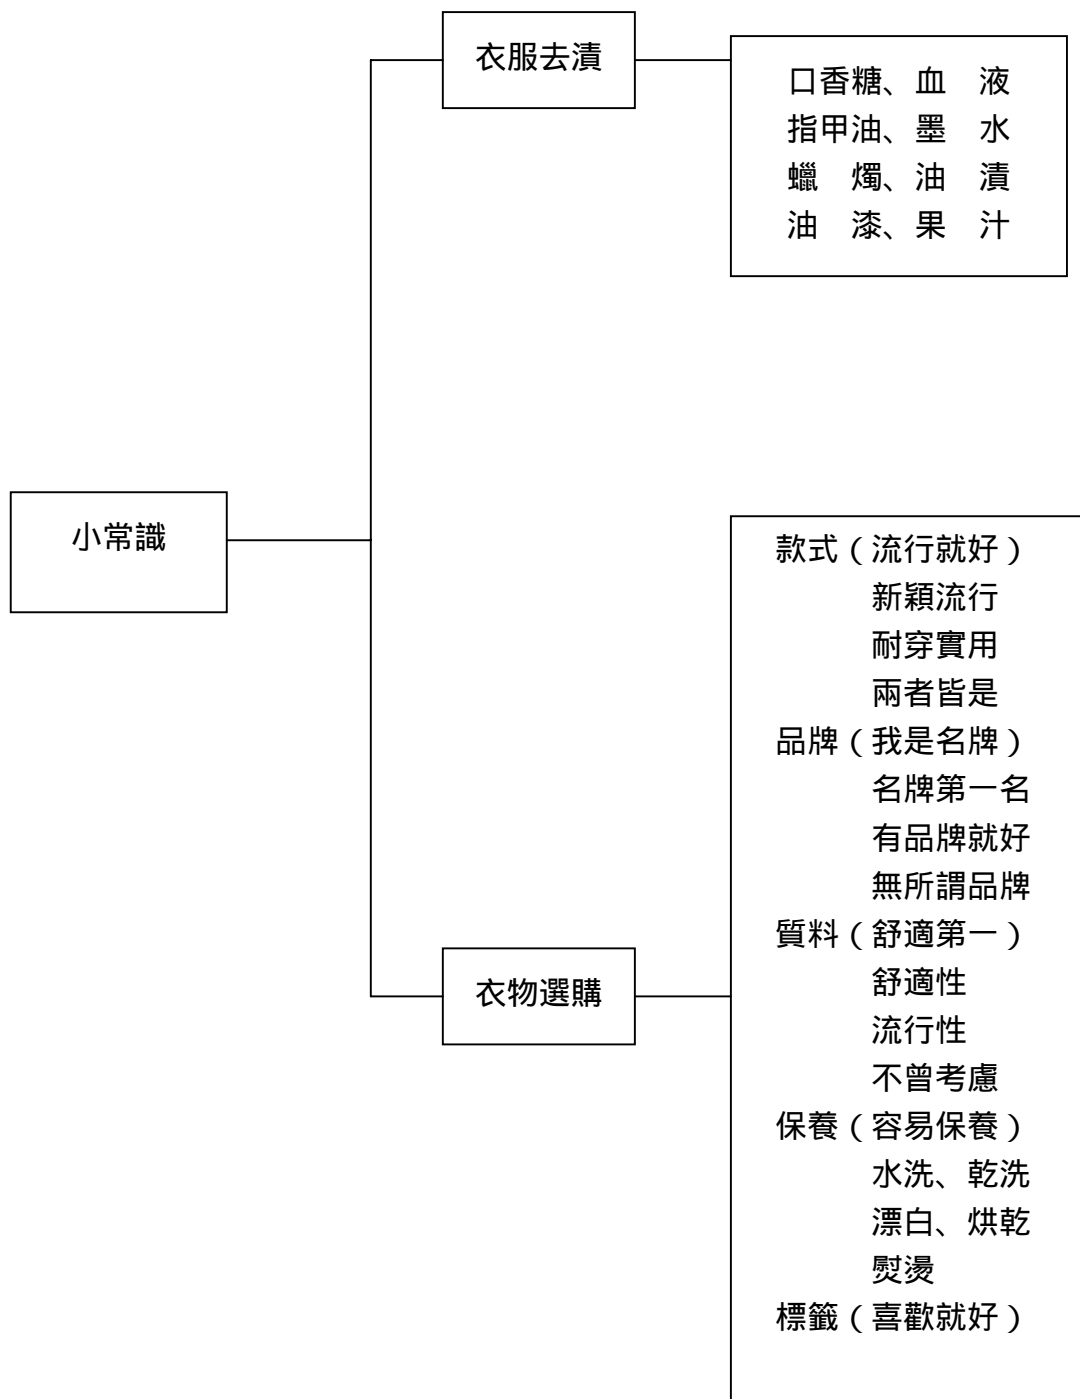 衣服去漬
口香糖、血　液
指甲油、墨　水
蠟　燭、油　漬
油　漆、果　汁
小常識
衣物選購
款式（流行就好）
新穎流行
耐穿實用
兩者皆是
品牌（我是名牌）
名牌第一名
有品牌就好
無所謂品牌
質料（舒適第一）
舒適性
流行性
不曾考慮
保養（容易保養）
水洗、乾洗
漂白、烘乾
熨燙
標籤（喜歡就好）